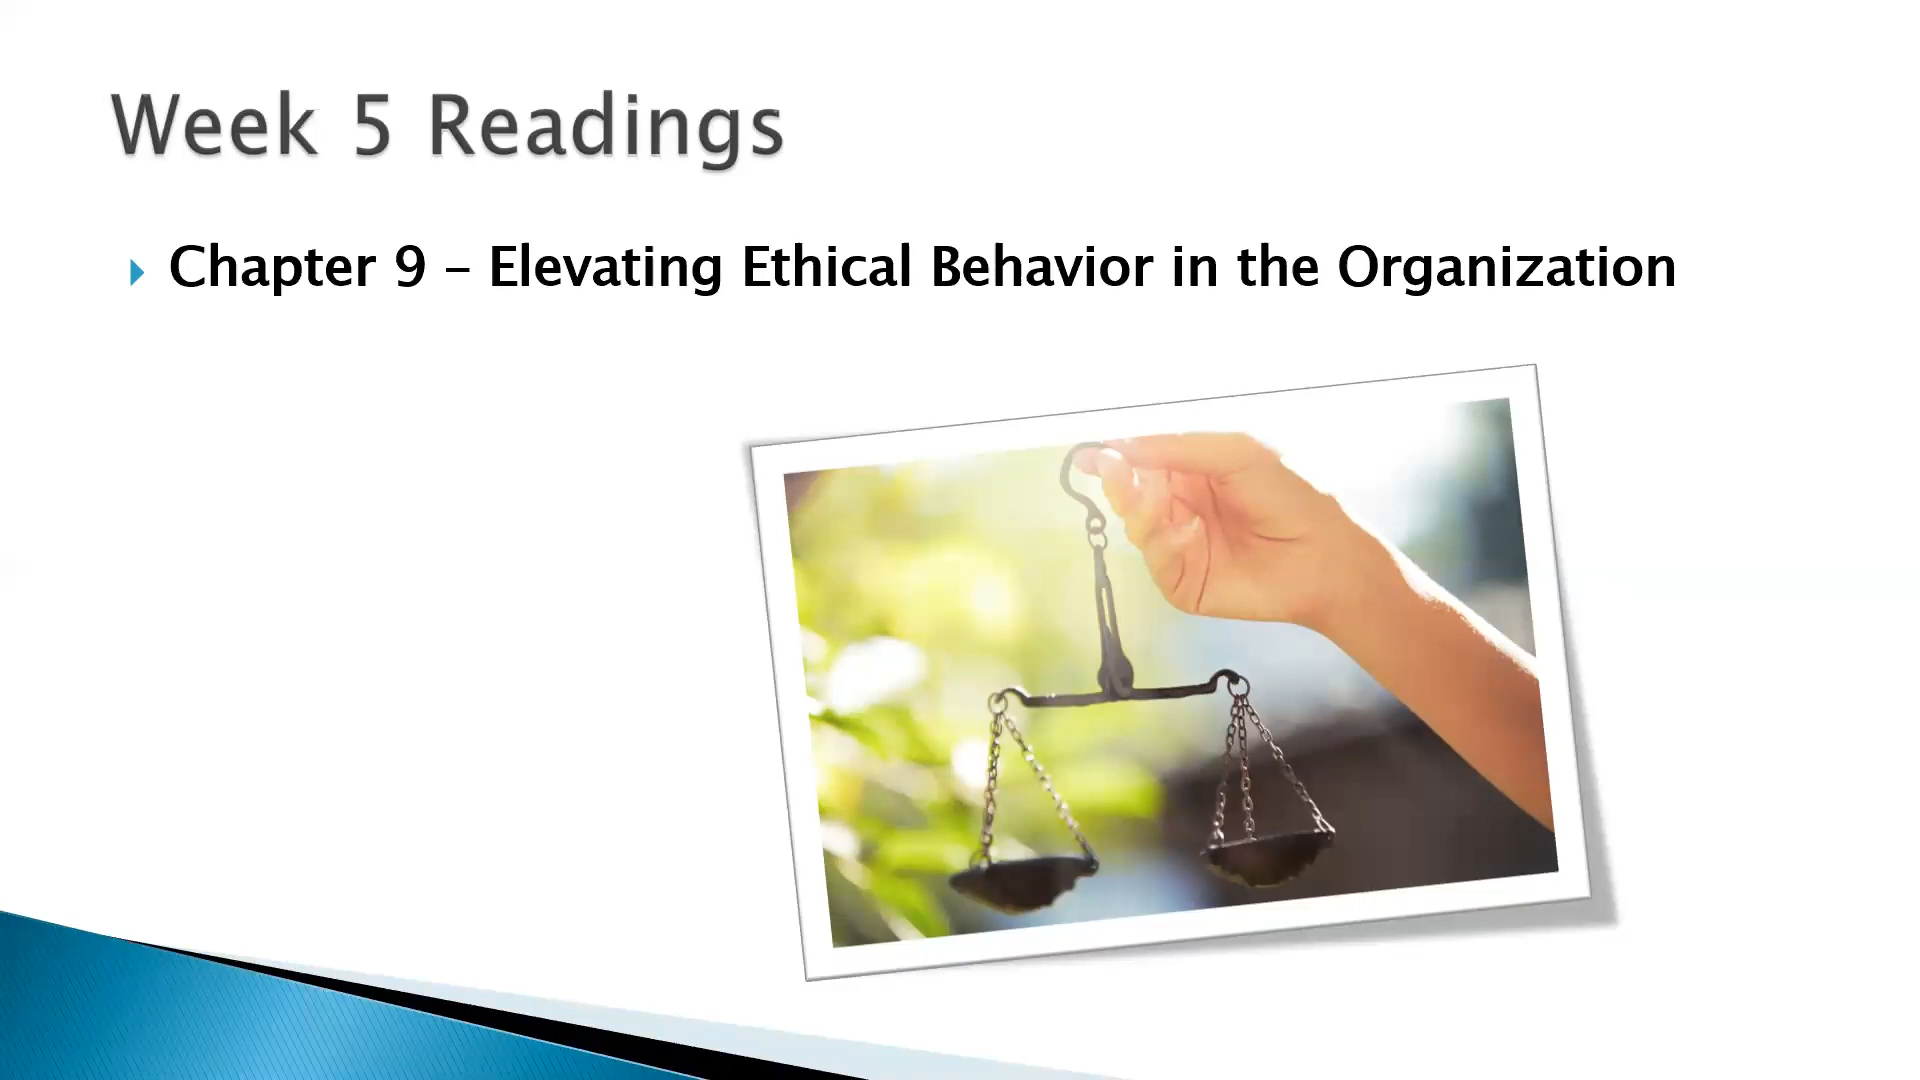 Week 5 Readings
Chapter 9 – Elevating Ethical Behavior in the Organization